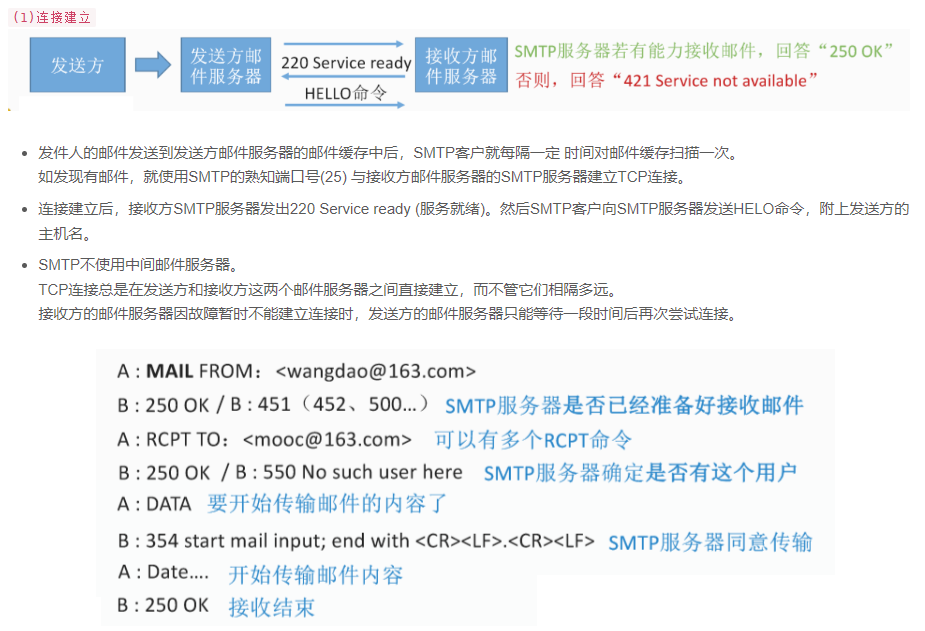 (1)连接建立
发送方
发送方邮
件服务器
220 Service ready
HELLO命令
接收方邮
件服务器
SMTP服务器若有能力接收邮件，回答“250 OK”
否则，回答“421 Service not available”
发件人的邮件发送到发送方邮件服务器的邮件缓存中后，SMTP客户就每隔一定 时间对邮件缓存扫描一次。
如发现有邮件，就使用SMTP的熟知端口号(25) 与接收方邮件服务器的SMTP服务器建立TCP连接。
连接建立后，接收方SMTP服务器发出220 Service ready (服务就绪)。然后SMTP客户向SMTP服务器发送HELO命令，附上发送方的
主机名。
SMTP不使用中间邮件服务器。
TCP连接总是在发送方和接收方这两个邮件服务器之间直接建立，而不管它们相隔多远。
接收方的邮件服务器因故障暂时不能建立连接时，发送方的邮件服务器只能等待一段时间后再次尝试连接。
A : MAIL FROM：<wangdao@163.com>
B : 250 OK / B : 451（452、500...） SMTP服务器是否已经准备好接收邮件
A : RCPT TO：<mooc@163.com> 可以有多个RCPT命令
B : 250 OK / B : 550 No such user here SMTP服务器确定是否有这个用户
A : DATA 要开始传输邮件的内容了
B : 354 start mail input; end with <CR><LF>.<CR><LF> SMTP服务器同意传输
A : Date.... 开始传输邮件内容
B : 250 OK 接收结束